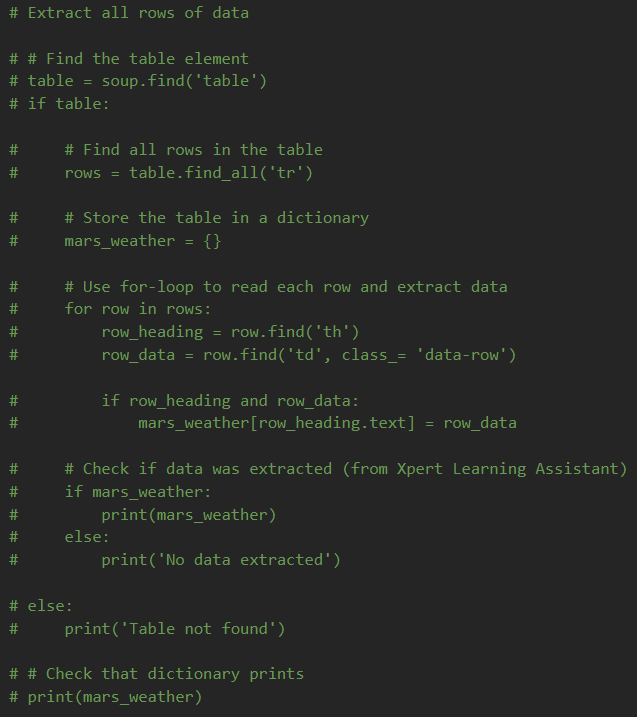 # Extract all rows of data
# # Find the table element
# table = soup.find('table')
# if table:
#     # Find all rows in the table
#     rows = table.find_all('tr')
#     # Store the table in a dictionary
#     mars_weather = {}
#     # Use for-loop to read each row and extract data
#     for row in rows:
#         row_heading = row.find('th')
#         row_data = row.find('td', class_= 'data-row')
#         if row_heading and row_data:
#             mars_weather[row_heading.text] = row_data
#     # Check if data was extracted (from Xpert Learning Assistant)
#     if mars_weather:
#         print(mars_weather)
#     else:
#         print('No data extracted')
# else:
#     print('Table not found')
# # Check that dictionary prints
# print(mars_weather)